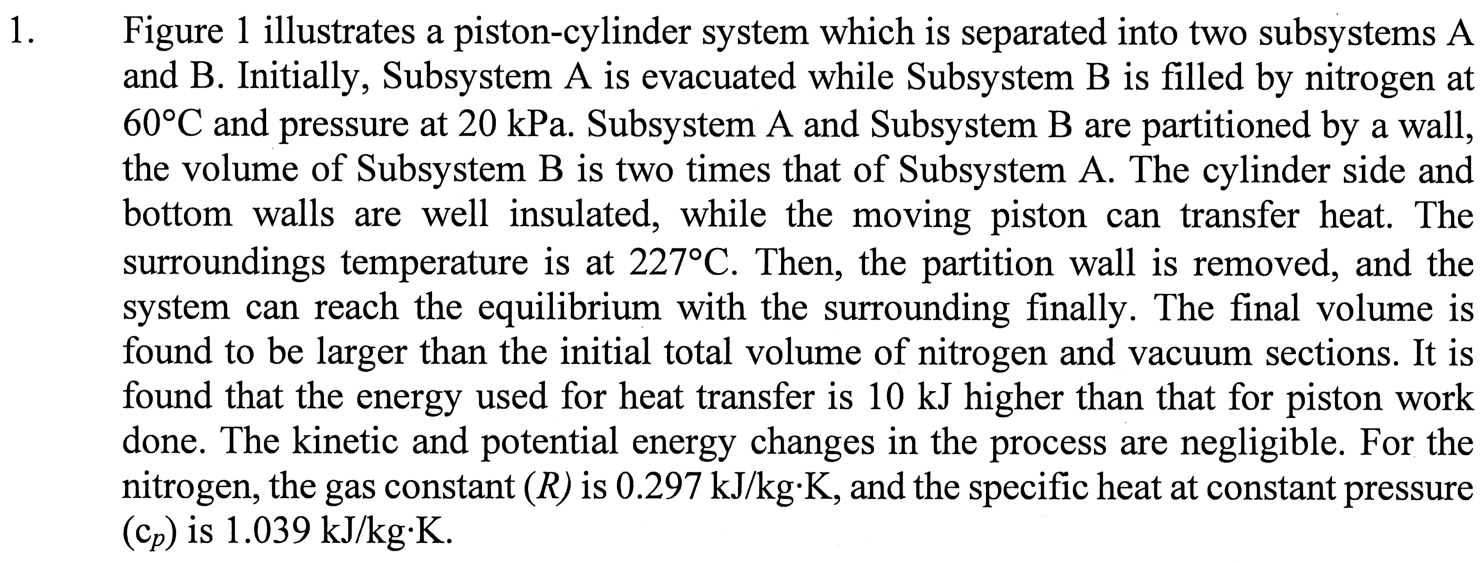 1. Figure 1 illustrates a piston-cylinder system which is separated into two subsystems A
and B. Initially, Subsystem A is evacuated while Subsystem B is filled by nitrogen at
60°C and pressure at 20 kPa. Subsystem A and Subsystem B are partitioned by a wall,
the volume of Subsystem B is two times that of Subsystem A. The cylinder side and
bottom walls are well insulated, while the moving piston can transfer heat. The
surroundings temperature is at 227°C. Then, the partition wall is removed, and the
system can reach the equilibrium with the surrounding finally. The final volume is
found to be larger than the initial total volume of nitrogen and vacuum sections. It is
found that the energy used for heat transfer is 10 kJ higher than that for piston work
done. The kinetic and potential energy changes in the process are negligible. For the
nitrogen, the gas constant (R) is 0.297 kJ/kg·K, and the specific heat at constant pressure
(cp) is 1.039 kJ/kg·K.